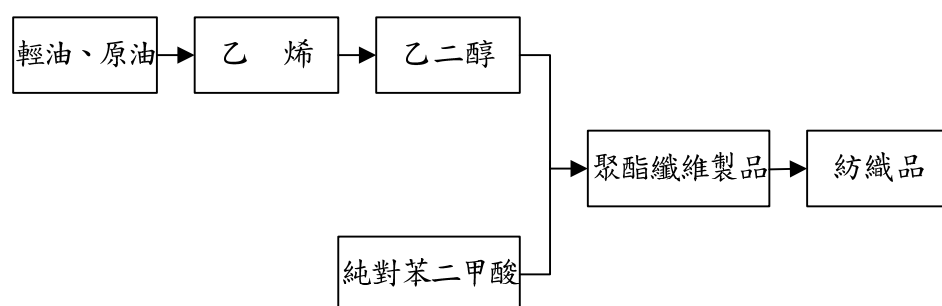 輕油、原油
乙 烯
乙二醇
聚酯纖維製品
紡織品
純對苯二甲酸